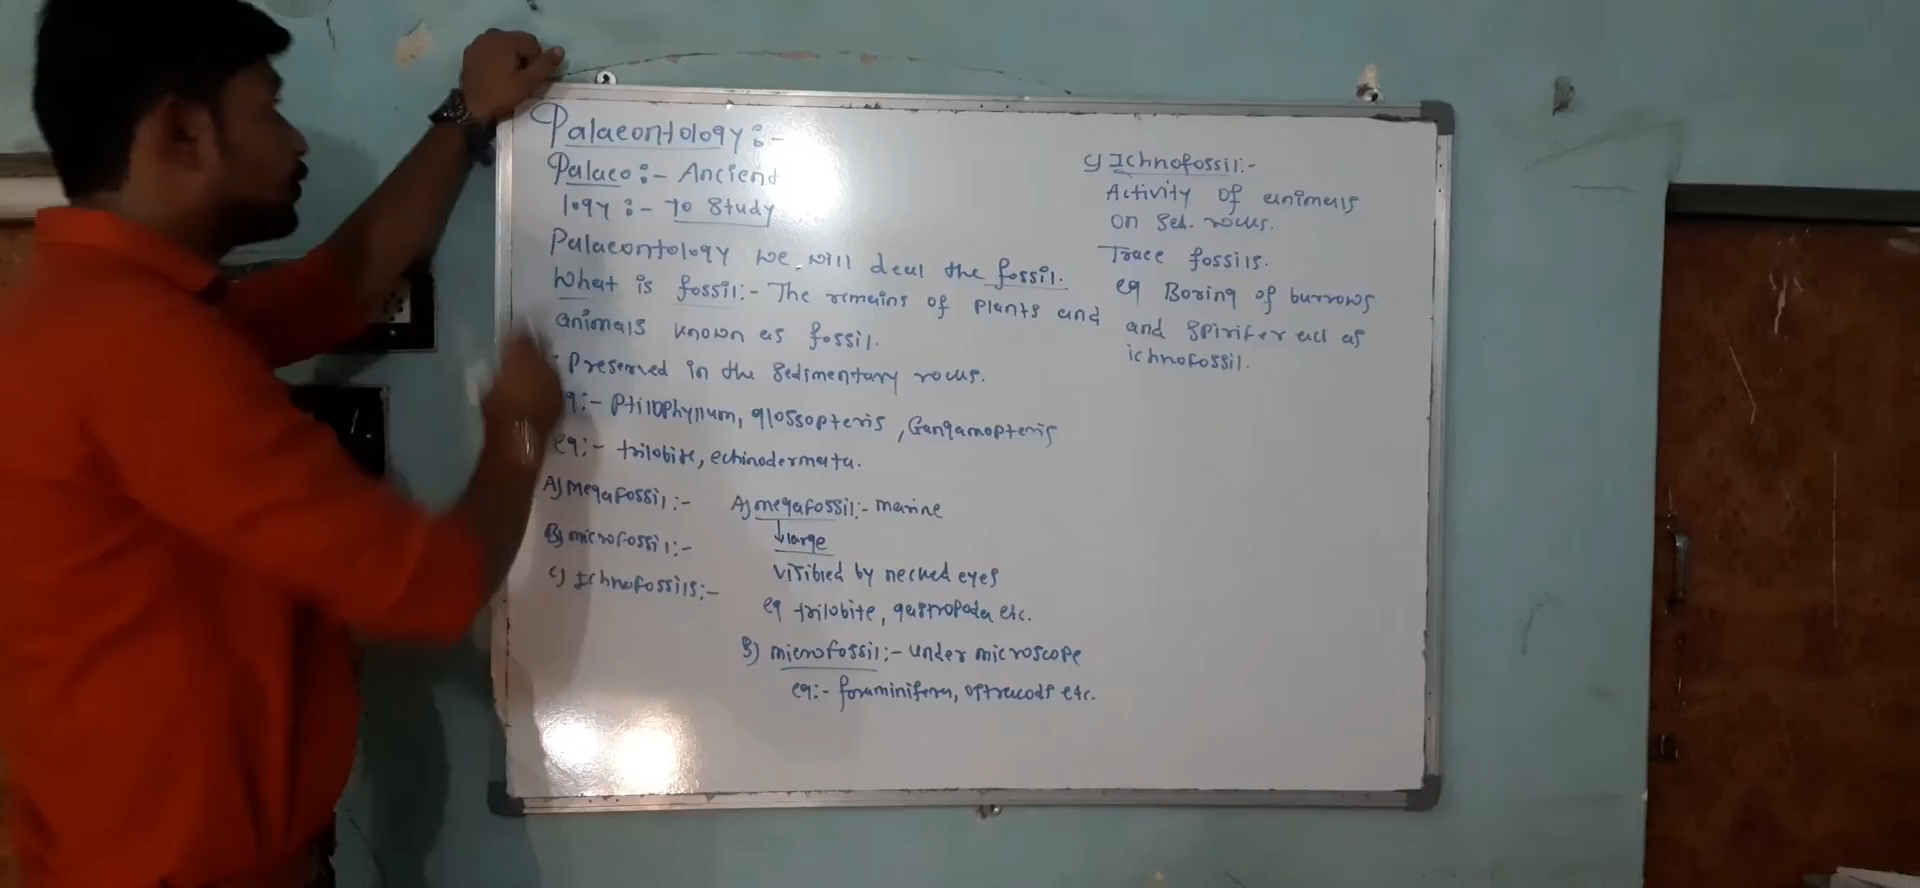 Palaeontology :-
Palaeo :- Ancient
logy :- To Study
Palaeontology we will deal the fossil.
What is fossil :- The remains of plants and
animals known as fossil.
Preserved in the Sedimentary rocks.
eg:- Ptilophyllum, glossopteris, Gangamopteris
eg:- trilobite, echinodermata.
A) Megafossil :-
B) microfossil :-
C) Ichnofossils :-
A) megafossil :- marine
↓ large
visibled by necked eyes
eg trilobite, gastropoda etc.
B) microfossil :- under microscope
eg:- foraminifera, ostracods etc.
C) Ichnofossil :-
Activity of animals
on Sed. rocks.
Trace fossils.
eg Boring of burrows
and Spirifer act as
ichnofossil.